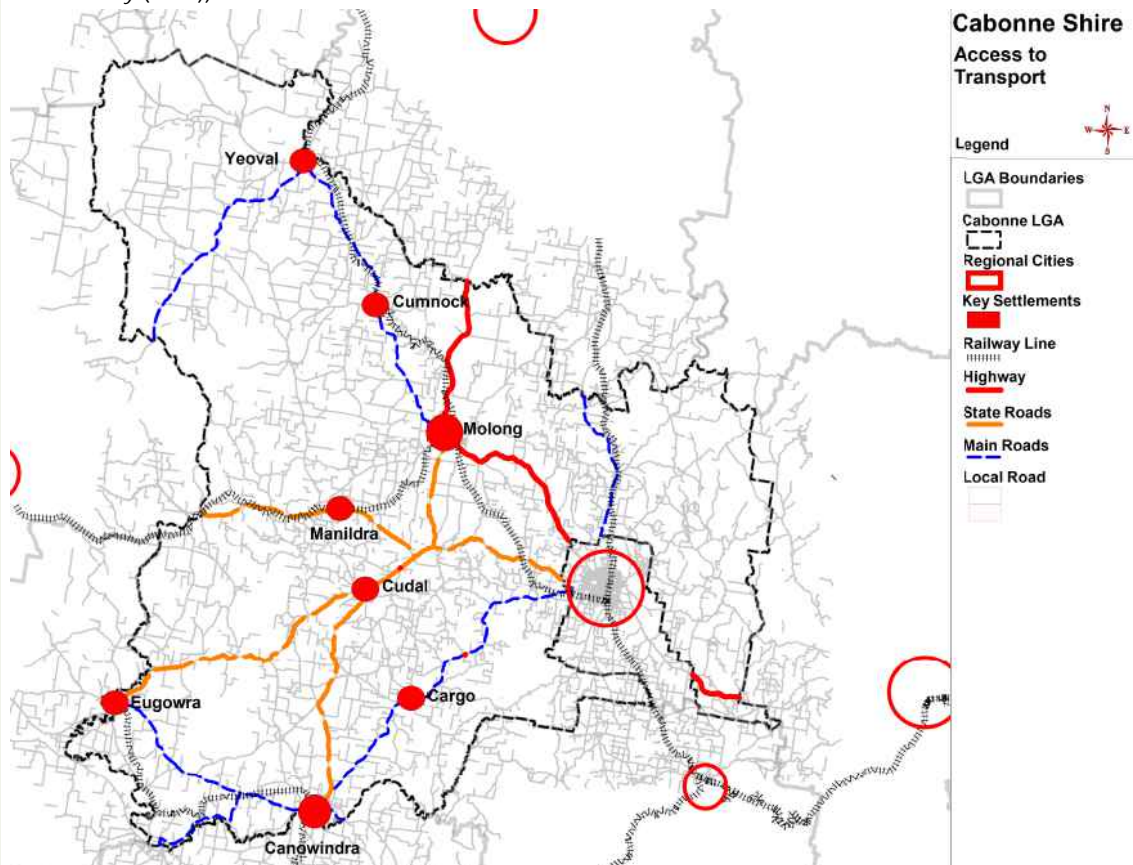 Cabonne Shire
Access to
Transport
N
W E
S
Legend
LGA Boundaries
Cabonne LGA
Regional Cities
Key Settlements
Railway Line
Highway
State Roads
Main Roads
Local Road
Yeoval
Cumnock
Molong
Manildra
Cudal
Eugowra
Cargo
Canowindra